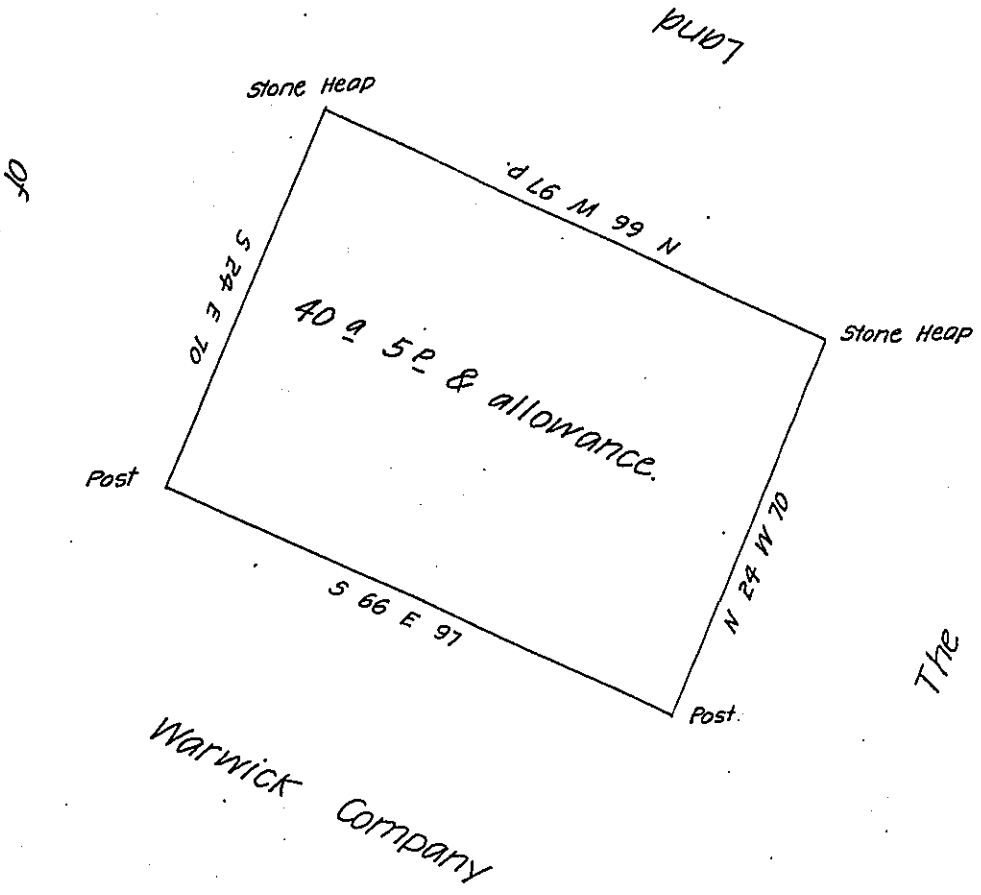 Land
Stone Heap
of
N 66 W 97 P.
S 24 E 70
Stone Heap
40 a 5 P & allowance.
Post
N 24 W 70
S 66 E 97
The
Post.
Warwick Company